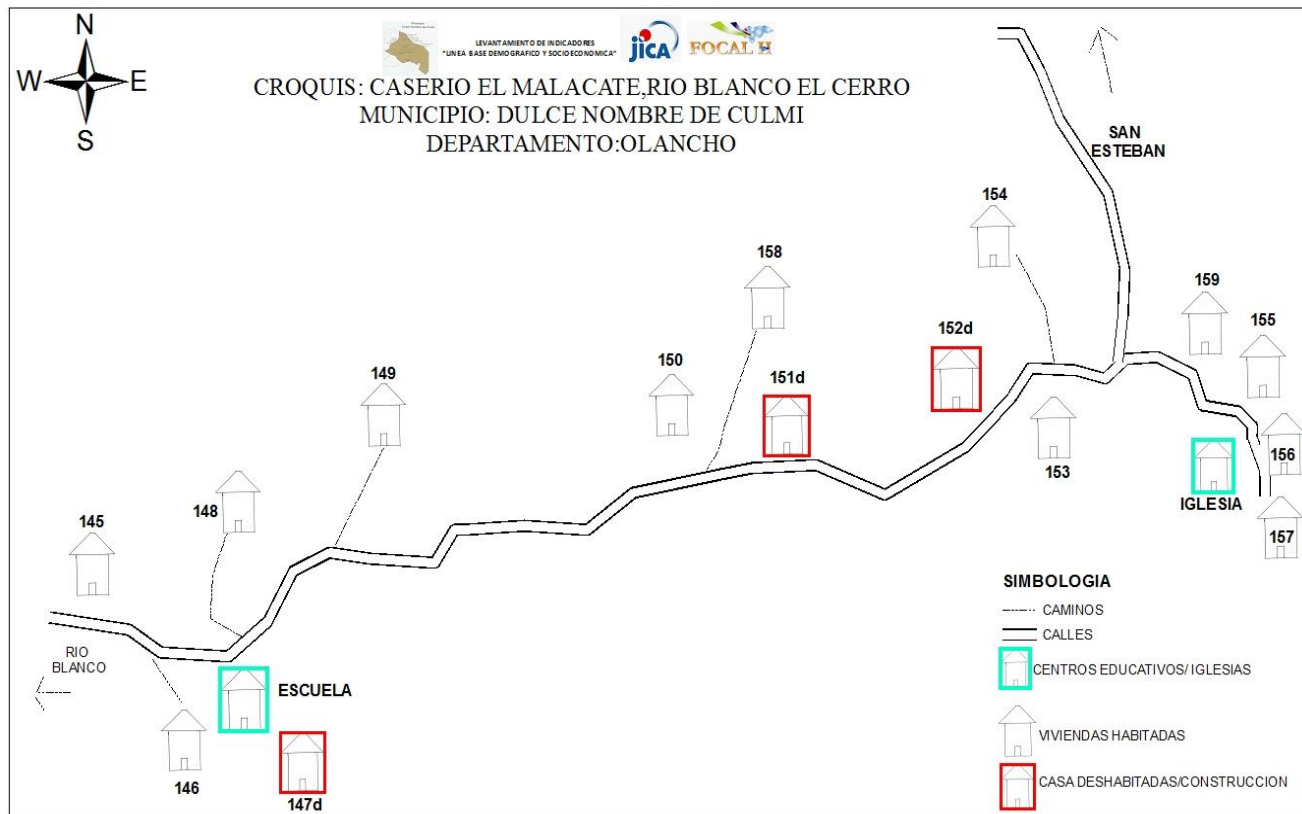 N
W E
S
LEVANTAMIENTO DE INDICADORES
"LINEA BASE DEMOGRAFICO Y SOCIOECONOMICA"
jICA
FOCAL II
CROQUIS: CASERIO EL MALACATE,RIO BLANCO EL CERRO
MUNICIPIO: DULCE NOMBRE DE CULMI
DEPARTAMENTO:OLANCHO
SAN
ESTEBAN
154
158
159
152d
155
149
150
151d
156
153
148
IGLESIA
145
157
RIO
BLANCO
ESCUELA
146
147d
SIMBOLOGIA
CAMINOS
CALLES
CENTROS EDUCATIVOS/ IGLESIAS
VIVIENDAS HABITADAS
CASA DESHABITADAS/CONSTRUCCION